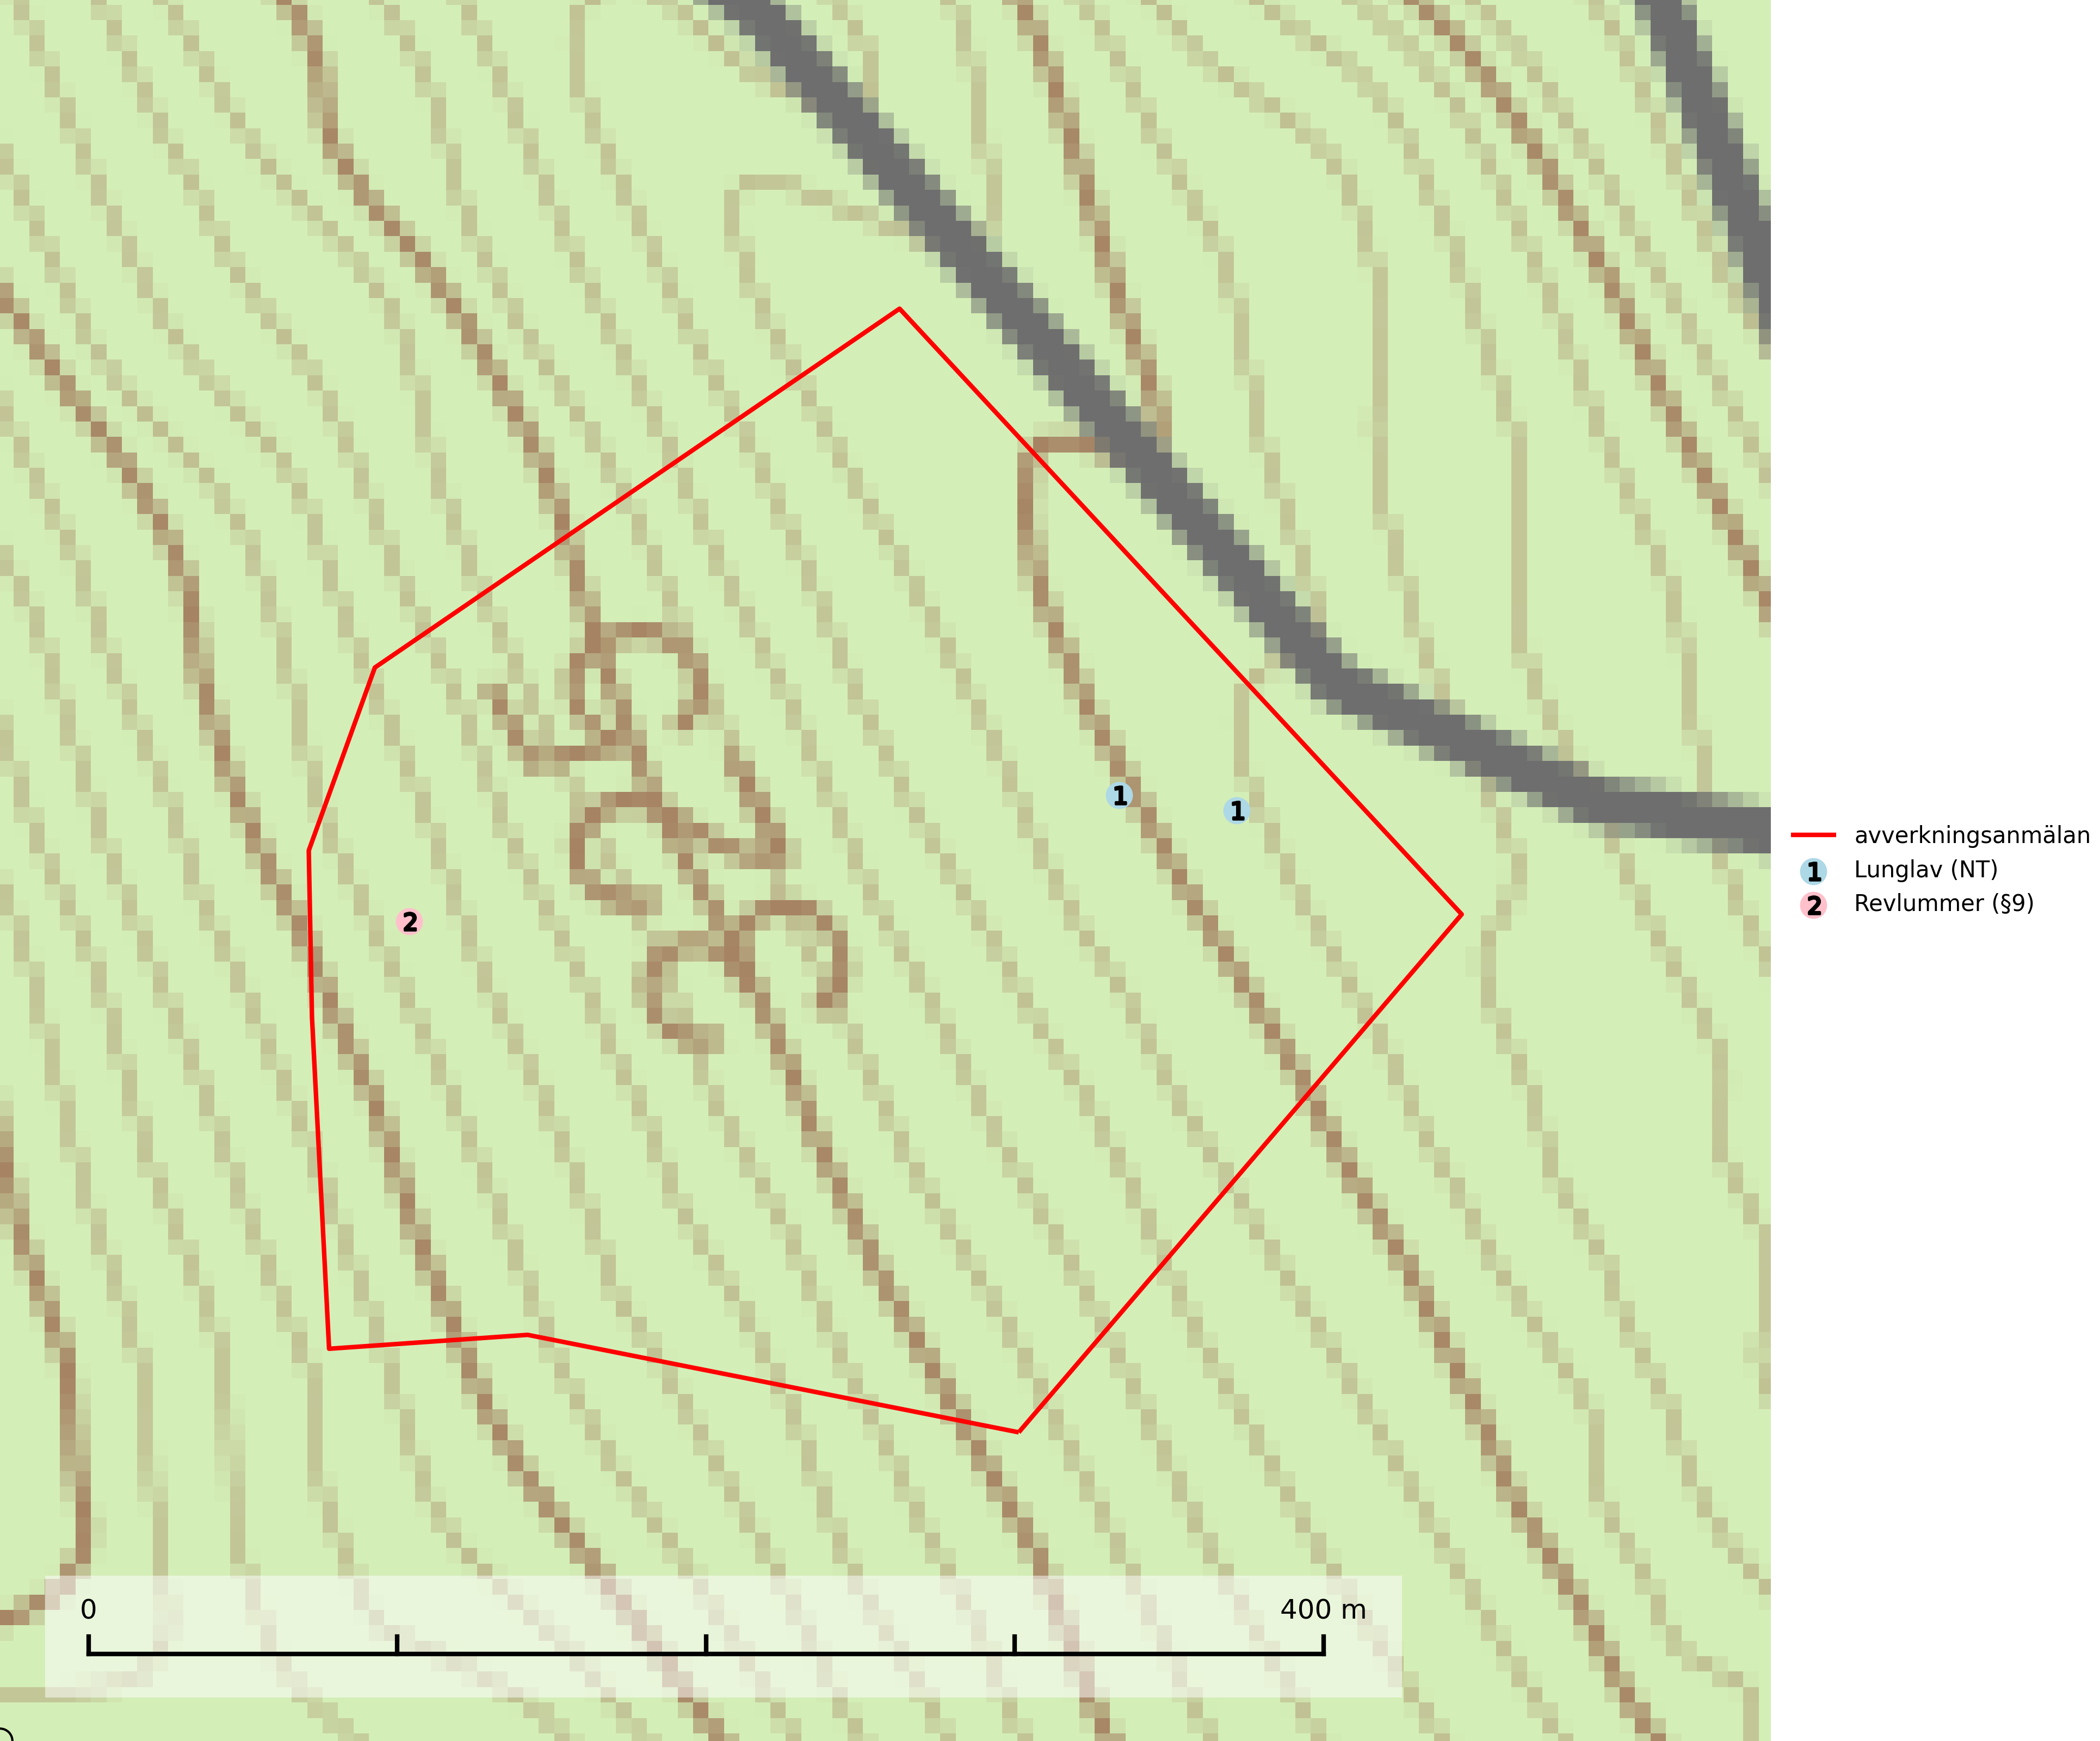 1
1
2
avverkningsanmälan
1 Lunglav (NT)
2 Revlummer (§9)
0 400 m